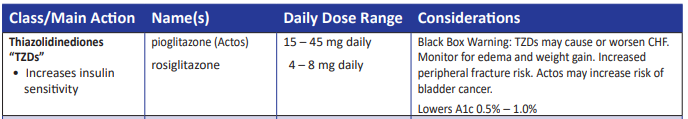 Class/Main Action Name(s) Daily Dose Range Considerations
Thiazolidinediones
“TZDs”
• Increases insulin
sensitivity
pioglitazone (Actos)
rosiglitazone
15 – 45 mg daily
4 – 8 mg daily
Black Box Warning: TZDs may cause or worsen CHF.
Monitor for edema and weight gain. Increased
peripheral fracture risk. Actos may increase risk of
bladder cancer.
Lowers A1c 0.5% – 1.0%